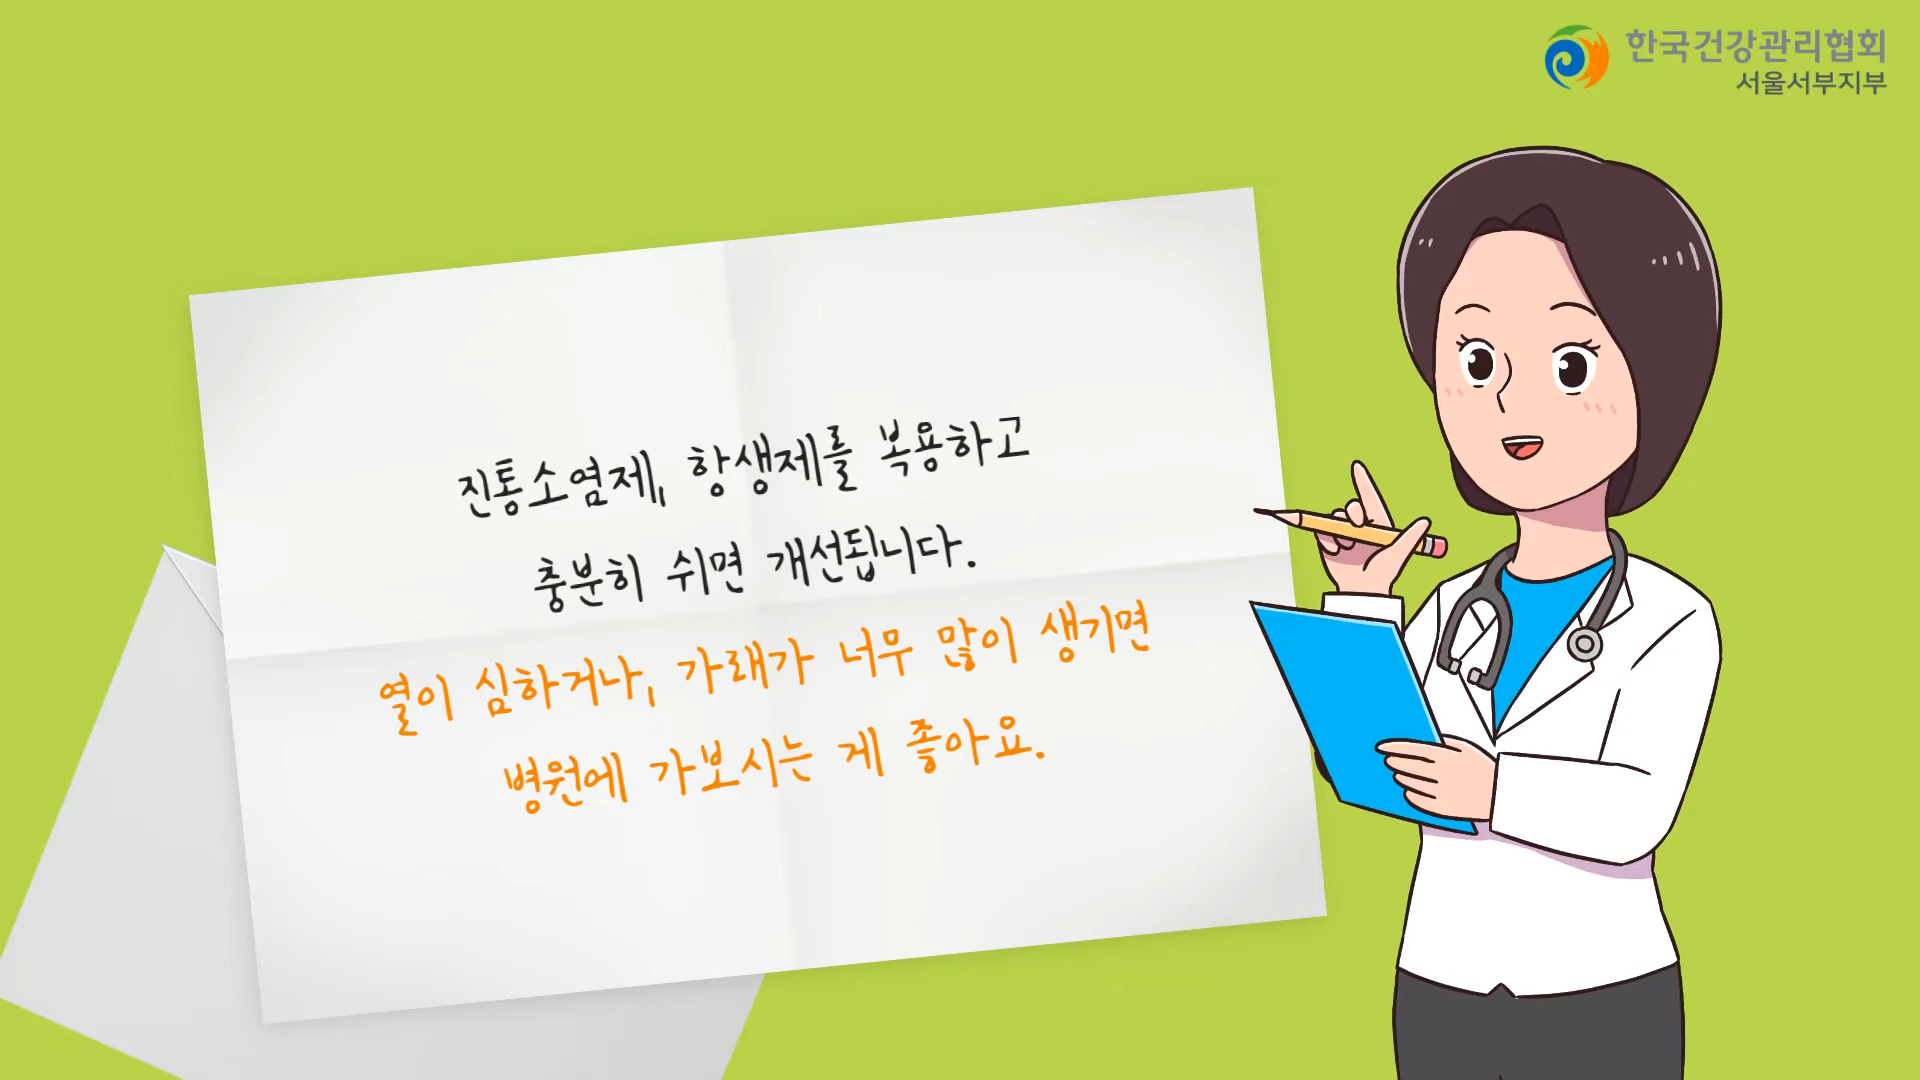 한국건강관리협회
서울서부지부
진통소염제, 항생제를 복용하고
충분히 쉬면 개선됩니다.
열이 심하거나, 가래가 너무 많이 생기면
병원에 가보시는 게 좋아요.